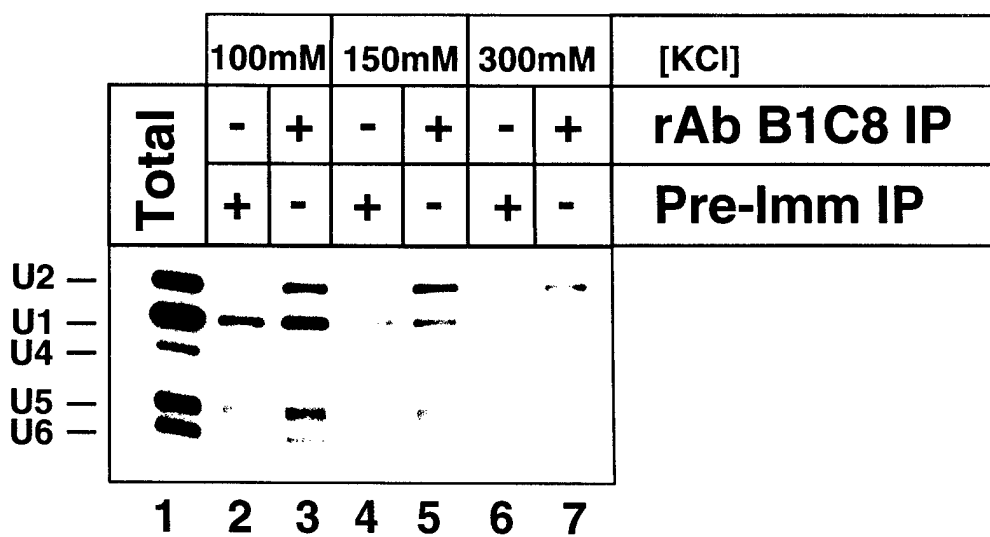 100mM 150mM 300mM [KCl]
Total - + - + - + rAb B1C8 IP
+ - + - + - Pre-Imm IP
U2 –
U1 –
U4 –
U5 –
U6 –
1 2 3 4 5 6 7